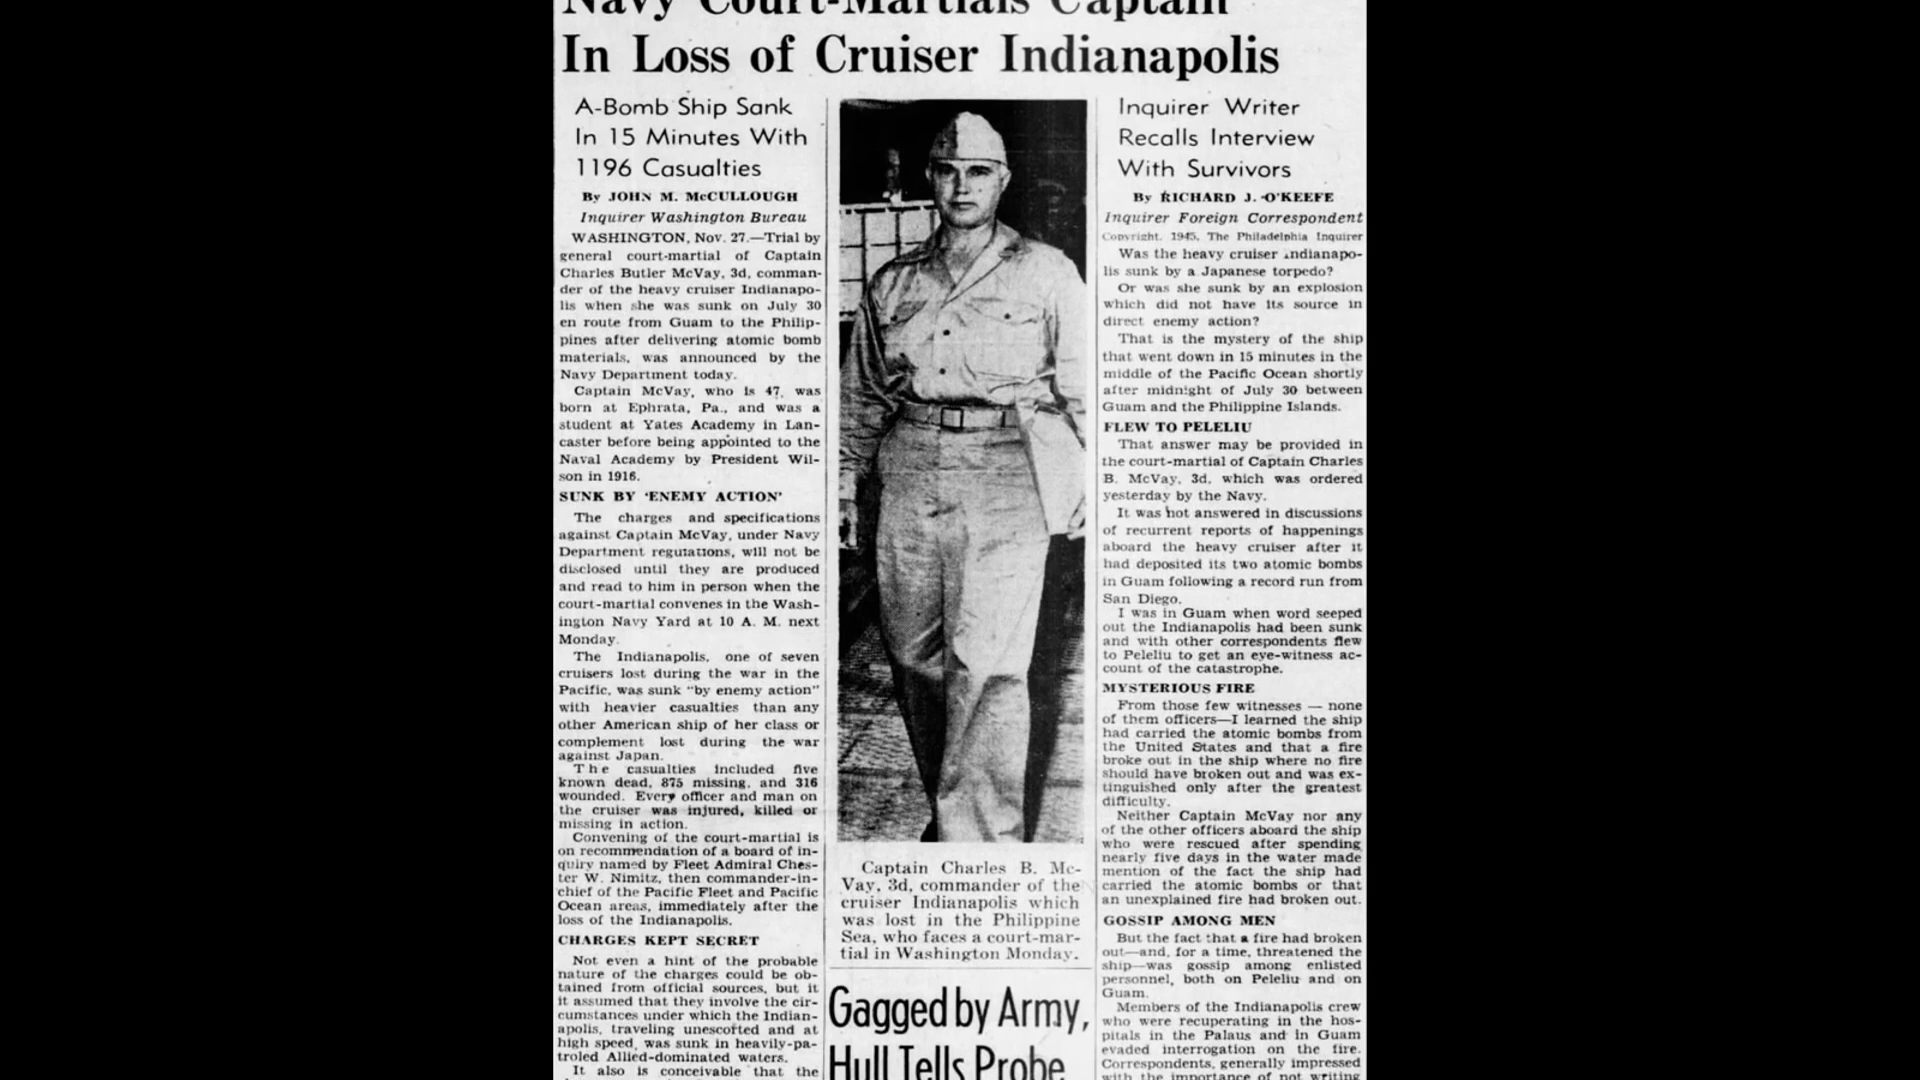 Navy Court-Martials Captain
In Loss of Cruiser Indianapolis
A-Bomb Ship Sank
In 15 Minutes With
1196 Casualties
By JOHN M. McCULLOUGH
Inquirer Washington Bureau
WASHINGTON, Nov. 27.—Trial by
general court-martial of Captain
Charles Butler McVay, 3d, comman-
der of the heavy cruiser Indianapo-
lis when she was sunk on July 30
en route from Guam to the Philip-
pines after delivering atomic bomb
materials, was announced by the
Navy Department today.
Captain McVay, who is 47, was
born at Ephrata, Pa., and was a
student at Yates Academy in Lan-
caster before being appointed to the
Naval Academy by President Wil-
son in 1916.
SUNK BY 'ENEMY ACTION'
The charges and specifications
against Captain McVay, under Navy
Department regulations, will not be
disclosed until they are produced
and read to him in person when the
court-martial convenes in the Wash-
ington Navy Yard at 10 A. M. next
Monday.
The Indianapolis, one of seven
cruisers lost during the war in the
Pacific, was sunk "by enemy action"
with heavier casualties than any
other American ship of her class or
complement lost during the war
against Japan.
The casualties included five
known dead, 875 missing, and 316
wounded. Every officer and man on
the cruiser was injured, killed or
missing in action.
Convening of the court-martial is
on recommendation of a board of in-
quiry named by Fleet Admiral Ches-
ter W. Nimitz, then commander-in-
chief of the Pacific Fleet and Pacific
Ocean areas, immediately after the
loss of the Indianapolis.
CHARGES KEPT SECRET
Not even a hint of the probable
nature of the charges could be ob-
tained from official sources, but it
it assumed that they involve the cir-
cumstances under which the Indian-
apolis, traveling unescorted and at
high speed, was sunk in heavily-pa-
troled Allied-dominated waters.
It also is conceivable that the
Captain Charles B. Mc-
Vay, 3d, commander of the
cruiser Indianapolis which
was lost in the Philippine
Sea, who faces a court-mar-
tial in Washington Monday.
Gagged by Army,
Hull Tells Probe
Inquirer Writer
Recalls Interview
With Survivors
By RICHARD J. O'KEEFE
Inquirer Foreign Correspondent
Copyright, 1945, The Philadelphia Inquirer
Was the heavy cruiser Indianapo-
lis sunk by a Japanese torpedo?
Or was she sunk by an explosion
which did not have its source in
direct enemy action?
That is the mystery of the ship
that went down in 15 minutes in the
middle of the Pacific Ocean shortly
after midnight of July 30 between
Guam and the Philippine Islands.
FLEW TO PELELIU
That answer may be provided in
the court-martial of Captain Charles
B. McVay, 3d, which was ordered
yesterday by the Navy.
It was not answered in discussions
of recurrent reports of happenings
aboard the heavy cruiser after it
had deposited its two atomic bombs
in Guam following a record run from
San Diego.
I was in Guam when word seeped
out the Indianapolis had been sunk
and with other correspondents flew
to Peleliu to get an eye-witness ac-
count of the catastrophe.
MYSTERIOUS FIRE
From those few witnesses — none
of them officers—I learned the ship
had carried the atomic bombs from
the United States and that a fire
broke out in the ship where no fire
should have broken out and was ex-
tinguished only after the greatest
difficulty.
Neither Captain McVay nor any
of the other officers aboard the ship
who were rescued after spending
nearly five days in the water made
mention of the fact the ship had
carried the atomic bombs or that
an unexplained fire had broken out.
GOSSIP AMONG MEN
But the fact that a fire had broken
out—and, for a time, threatened the
ship—was gossip among enlisted
personnel, both on Peleliu and on
Guam.
Members of the Indianapolis crew
who were recuperating in the hos-
pitals in the Palaus and in Guam
evaded interrogation on the fire.
Correspondents, generally impressed
with the importance of not writing